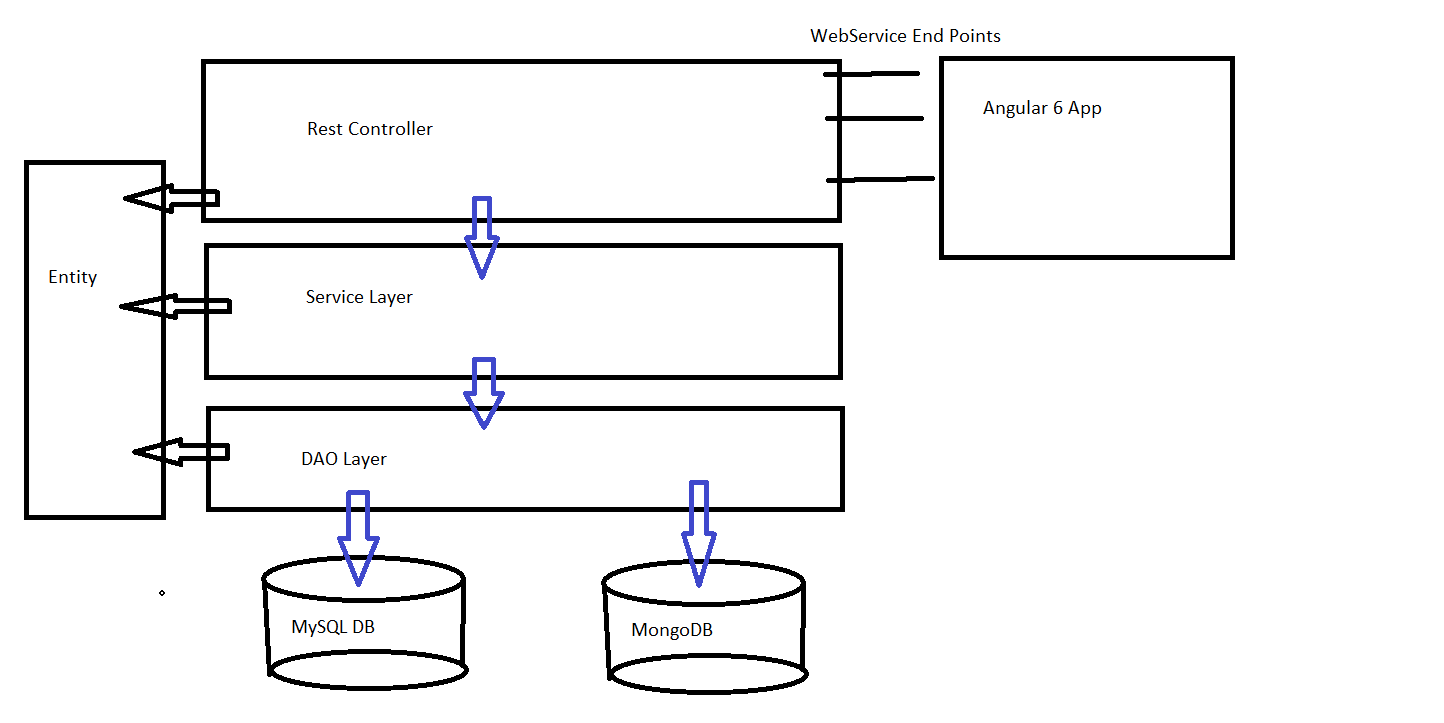 WebService End Points
Rest Controller
Angular 6 App
Entity
Service Layer
DAO Layer
MySQL DB
MongoDB